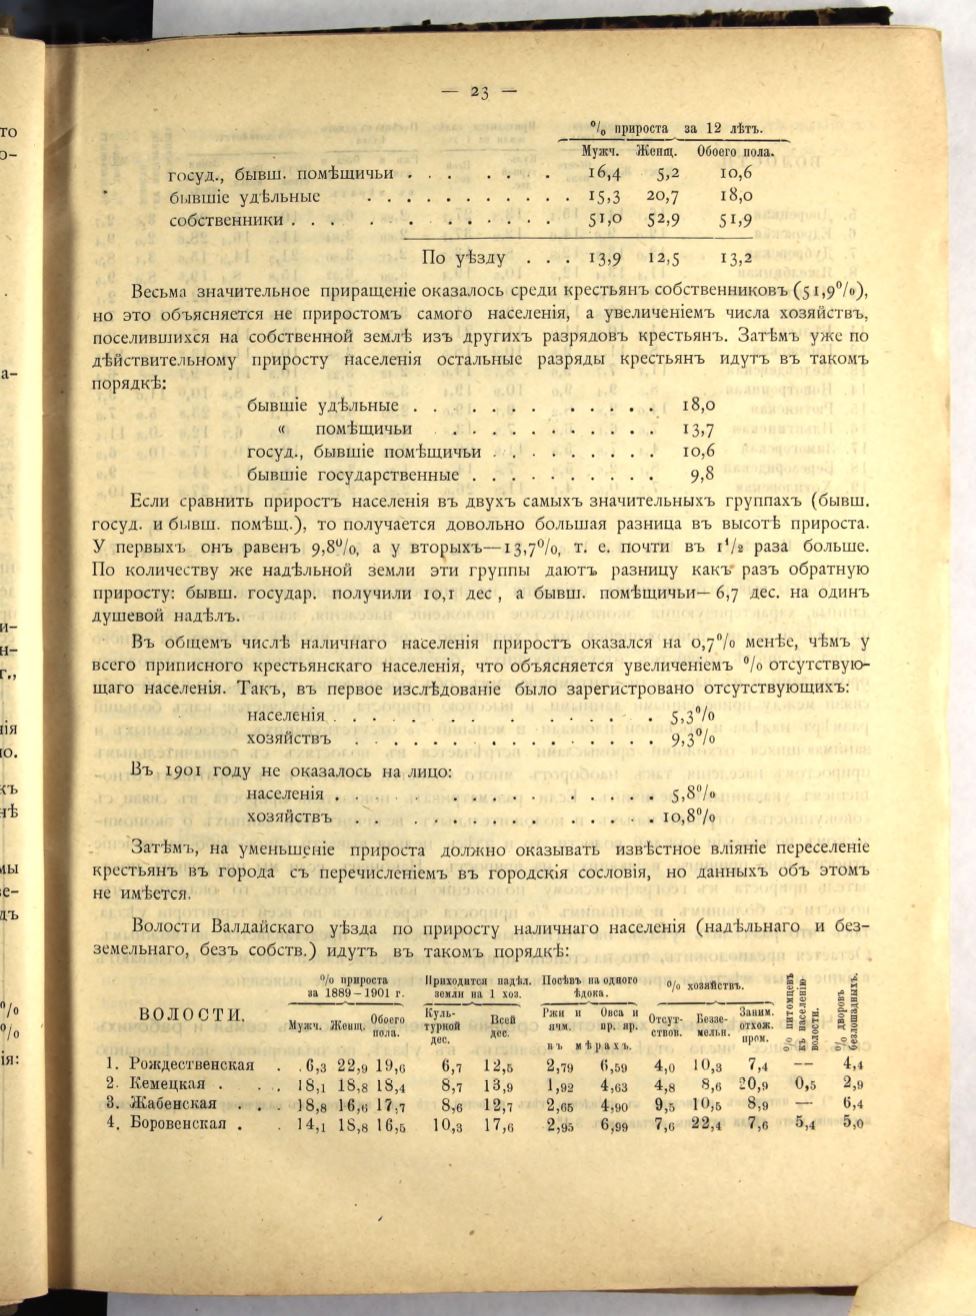 — 23 —
% прироста за 12 лѣтъ.
Мужч. Женщ. Обоего пола.
госуд., бывш. помѣщичьи . . . . . . . 16,4 5,2 10,6
бывшіе удѣльные . . . . . . . . . . . 15,3 20,7 18,0
собственники . . . . . . . . . . . 51,0 52,9 51,9
По уѣзду . . . 13,9 12,5 13,2
Весьма значительное приращеніе оказалось среди крестьянъ собственниковъ (51,9%),
но это объясняется не приростомъ самого населенія, а увеличеніемъ числа хозяйствъ,
поселившихся на собственной землѣ изъ другихъ разрядовъ крестьянъ. Затѣмъ уже по
дѣйствительному приросту населенія остальные разряды крестьянъ идутъ въ такомъ
порядкѣ:
бывшіе удѣльные . . . . . . . . . . 18,0
« помѣщичьи . . . . . . . . . . . 13,7
госуд., бывшіе помѣщичьи . . . . . . . . . 10,6
бывшіе государственные . . . . . . . . . . 9,8
Если сравнить приростъ населенія въ двухъ самыхъ значительныхъ группахъ (бывш.
госуд. и бывш. помѣщ.), то получается довольно большая разница въ высотѣ прироста.
У первыхъ онъ равенъ 9,8%, а у вторыхъ—13,7%, т. е. почти въ 1½ раза больше.
По количеству же надѣльной земли эти группы даютъ разницу какъ разъ обратную
приросту: бывш. государ. получили 10,1 дес, а бывш. помѣщичьи—6,7 дес. на одинъ
душевой надѣлъ.
Въ общемъ числѣ наличнаго населенія приростъ оказался на 0,7% менѣе, чѣмъ у
всего приписного крестьянскаго населенія, что объясняется увеличеніемъ % отсутствую-
щаго населенія. Такъ, въ первое изслѣдованіе было зарегистровано отсутствующихъ:
населенія . . . . . . . . . . . . . 5,3%
хозяйствъ . . . . . . . . . . . . . 9,3%
Въ 1901 году не оказалось на лицо:
населенія . . . . . . . . . . . . . 5,8%
хозяйствъ . . . . . . . . . . . . . 10,8%
Затѣмъ, на уменьшеніе прироста должно оказывать извѣстное вліяніе переселеніе
крестьянъ въ города съ перечисленіемъ въ городскія сословія, но данныхъ объ этомъ
не имѣется.
Волости Валдайскаго уѣзда по приросту наличнаго населенія (надѣльнаго и без-
земельнаго, безъ собств.) идутъ въ такомъ порядкѣ:
ВОЛОСТИ.
% прироста
за 1889—1901 г.
Мужч. Женщ. Обоего
пола.
Приходится надѣл.
земли на 1 хоз.
Куль-
турной
дес.
Всей
дес.
Посѣвъ на одного
ѣдока.
Ржи и
ячм.
Овса и
пр. яр.
въ мѣрахъ.
% хозяйствъ.
Отсут-
ствов.
Беззе-
мельн.
Заним.
отхож.
пром.
% питомцевъ
къ населенію
волости.
% дворовъ
безлошадныхъ.
1. Рождественская . . 6,3 22,9 19,6 6,7 12,5 2,79 6,59 4,0 10,3 7,4 — 4,4
2. Кемецкая . . . 18,1 18,8 18,4 8,7 13,9 1,92 4,63 4,8 8,6 20,9 0,5 2,9
3. Жабенская . . . 18,8 16,6 17,7 8,6 12,7 2,65 4,90 9,5 10,5 8,9 — 6,4
4. Боровенская . . 14,1 18,8 16,5 10,3 17,6 2,95 6,99 7,6 22,4 7,6 5,4 5,0